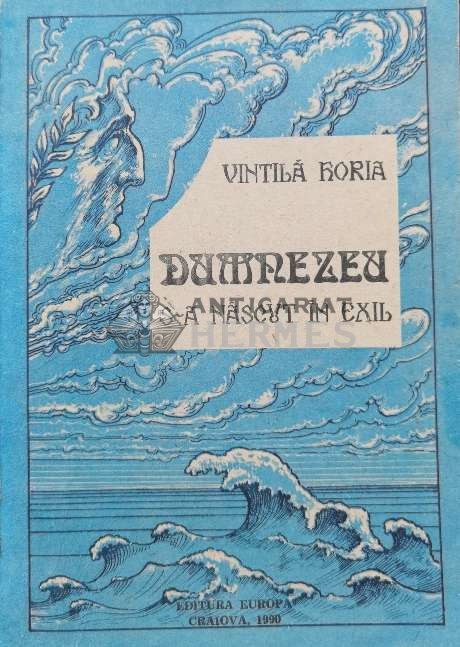 VINTILĂ HORIA
DUMNEZEU
ANTICARIAT
S-A NĂSCUT ÎN EXIL
HERMES
EDITURA EUROPA
CRAIOVA, 1990